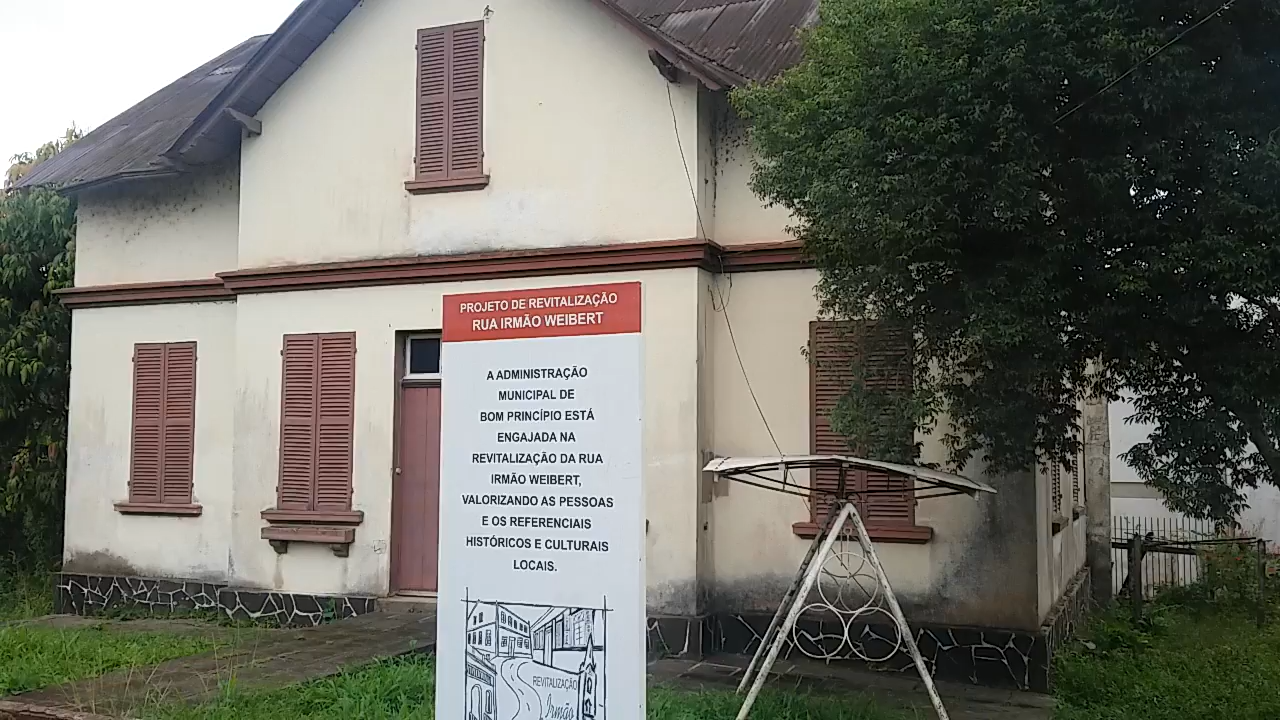 PROJETO DE REVITALIZAÇÃO
RUA IRMÃO WEIBERT
A ADMINISTRAÇÃO
MUNICIPAL DE
BOM PRINCÍPIO ESTÁ
ENGAJADA NA
REVITALIZAÇÃO DA RUA
IRMÃO WEIBERT,
VALORIZANDO AS PESSOAS
E OS REFERENCIAIS
HISTÓRICOS E CULTURAIS
LOCAIS.
REVITALIZAÇÃO
Irmão